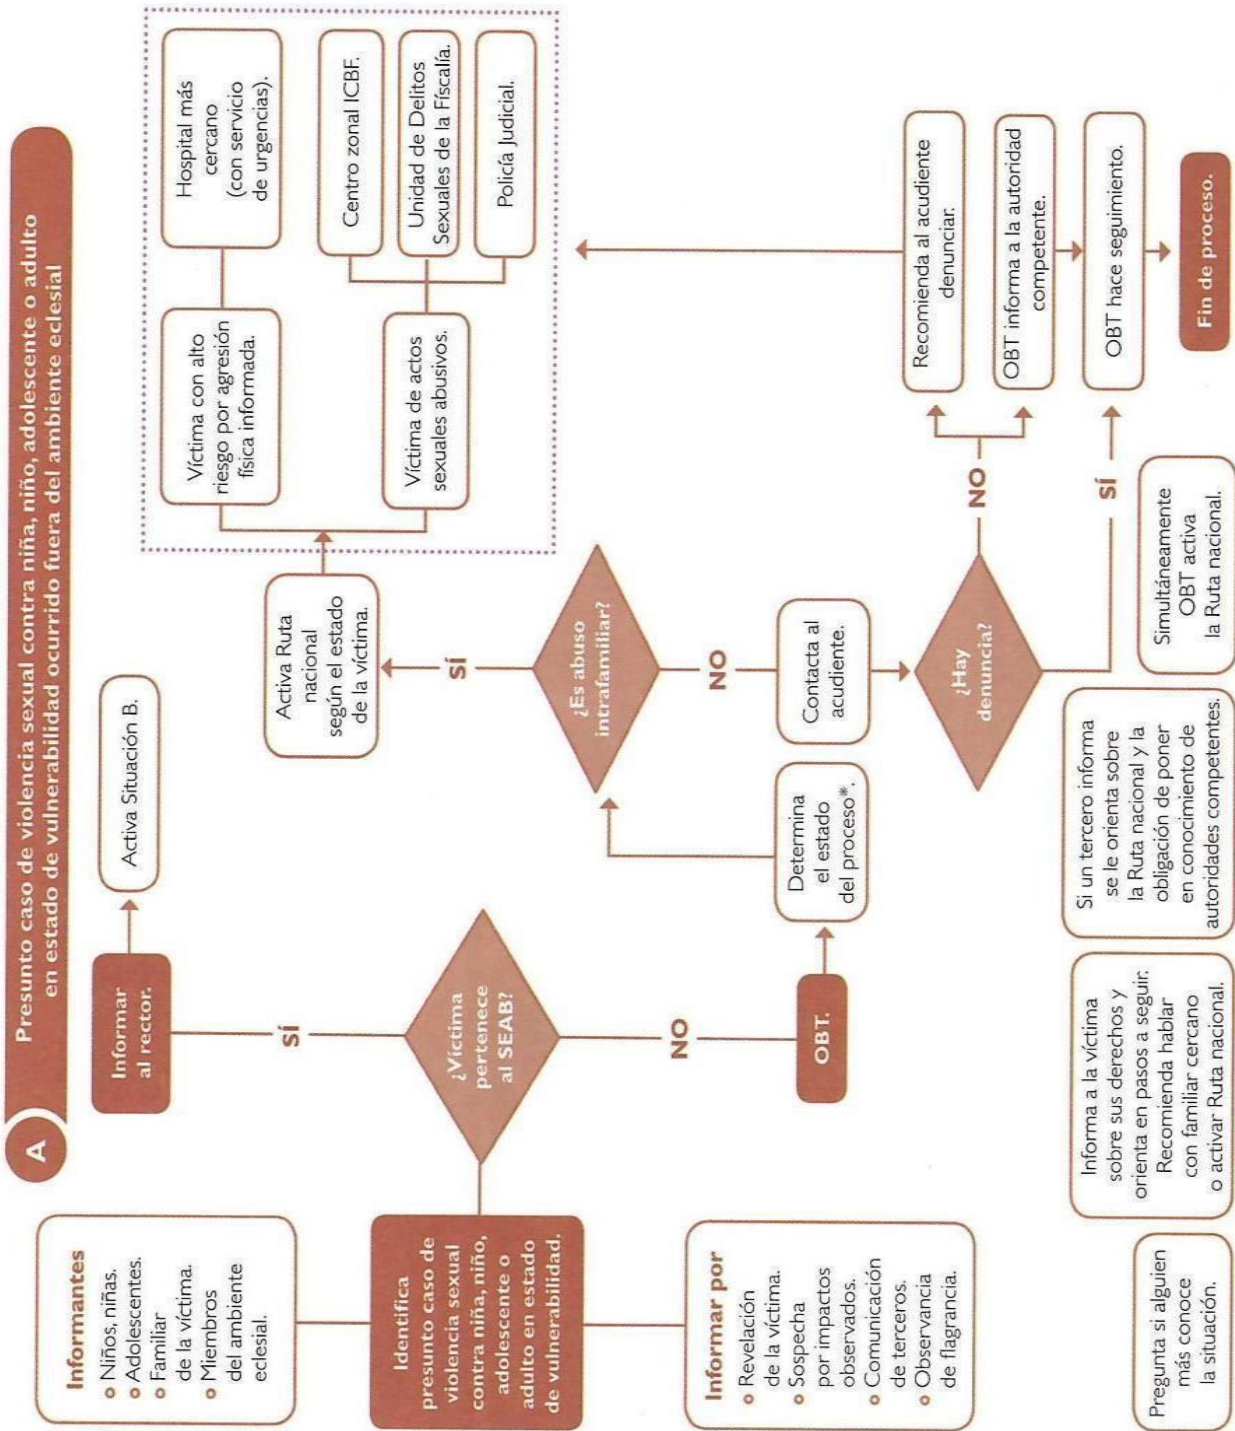 A
Presunto caso de violencia sexual contra niña, niño, adolescente o adulto
en estado de vulnerabilidad ocurrido fuera del ambiente eclesial
Informantes
Niños, niñas.
Adolescentes.
Familiar
de la víctima.
Miembros
del ambiente
eclesial.
Identifica
presunto caso de
violencia sexual
contra niña, niño,
adolescente o
adulto en estado
de vulnerabilidad.
Informar por
Revelación
de la víctima.
Sospecha
por impactos
observados.
Comunicación
de terceros.
Observancia
de flagrancia.
¿Víctima
pertenece
al SEAB?
SÍ
Informar
al rector.
Activa Situación B.
NO
OBT.
Determina
el estado
del proceso*.
¿Es abuso
intrafamiliar?
SÍ
Activa Ruta
nacional
según el estado
de la víctima.
Víctima con alto
riesgo por agresión
física informada.
Hospital más
cercano
(con servicio
de urgencias).
Víctima de actos
sexuales abusivos.
Centro zonal ICBF.
Unidad de Delitos
Sexuales de la Físcalía.
Policía Judicial.
NO
Contacta al
acudiente.
¿Hay
denuncia?
NO
Recomienda al acudiente
denunciar.
OBT informa a la autoridad
competente.
SÍ
OBT hace seguimiento.
Fin de proceso.
Pregunta si alguien
más conoce
la situación.
Informa a la víctima
sobre sus derechos y
orienta en pasos a seguir.
Recomienda hablar
con familiar cercano
o activar Ruta nacional.
Si un tercero informa
se le orienta sobre
la Ruta nacional y la
obligación de poner
en conocimiento de
autoridades competentes.
Simultáneamente
OBT activa
la Ruta nacional.